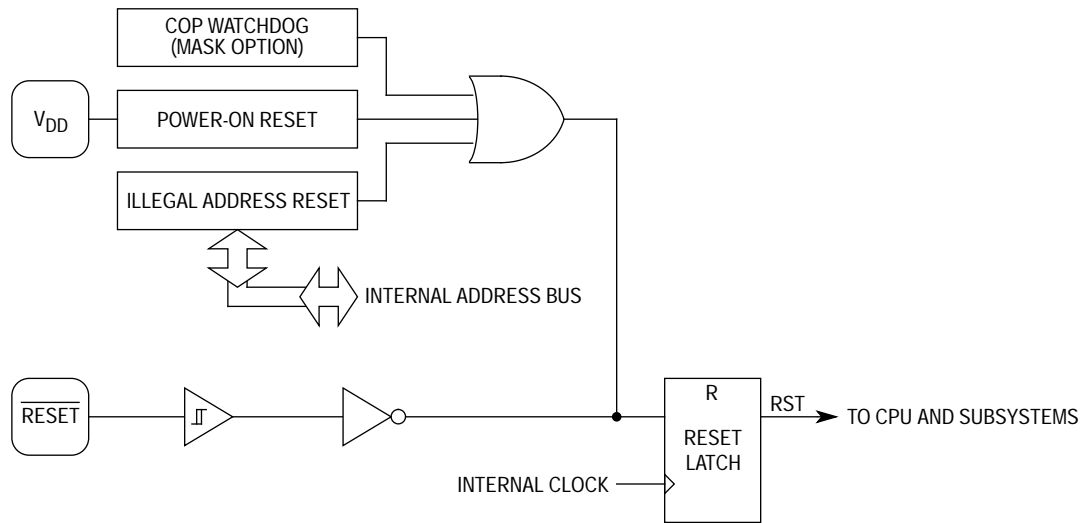 COP WATCHDOG
(MASK OPTION)
VDD
POWER-ON RESET
ILLEGAL ADDRESS RESET
INTERNAL ADDRESS BUS
RESET
R
RST
TO CPU AND SUBSYSTEMS
RESET
LATCH
INTERNAL CLOCK